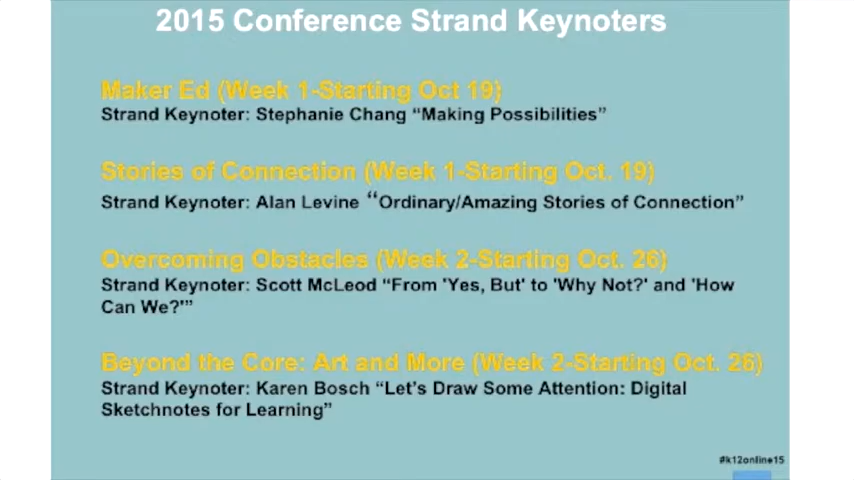 2015 Conference Strand Keynoters
Maker Ed (Week 1-Starting Oct 19)
Strand Keynoter: Stephanie Chang “Making Possibilities”
Stories of Connection (Week 1-Starting Oct. 19)
Strand Keynoter: Alan Levine “Ordinary/Amazing Stories of Connection”
Overcoming Obstacles (Week 2-Starting Oct. 26)
Strand Keynoter: Scott McLeod “From 'Yes, But' to 'Why Not?' and 'How
Can We?'”
Beyond the Core: Art and More (Week 2-Starting Oct. 26)
Strand Keynoter: Karen Bosch “Let’s Draw Some Attention: Digital
Sketchnotes for Learning”
#k12online15